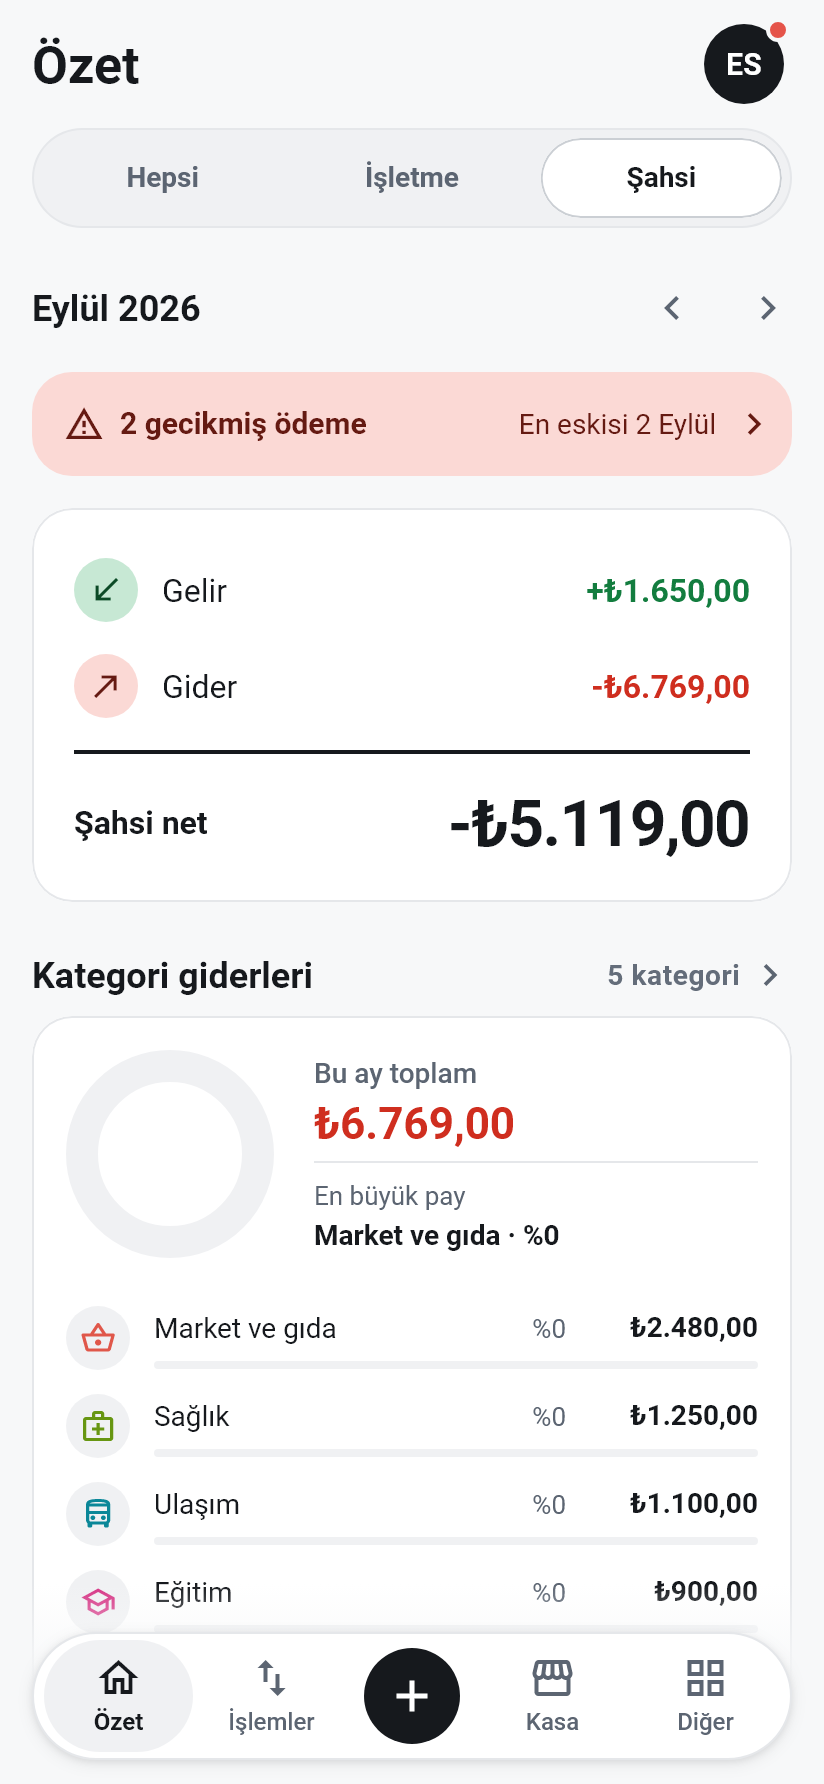 Özet
ES
Hepsi
İşletme
Şahsi
Eylül 2026
2 gecikmiş ödeme
En eskisi 2 Eylül
Gelir
+₺1.650,00
Gider
-₺6.769,00
Şahsi net
-₺5.119,00
Kategori giderleri
5 kategori
Bu ay toplam
₺6.769,00
En büyük pay
Market ve gıda · %0
Market ve gıda
%0
₺2.480,00
Sağlık
%0
₺1.250,00
Ulaşım
%0
₺1.100,00
Eğitim
%0
₺900,00
Özet
İşlemler
Kasa
Diğer